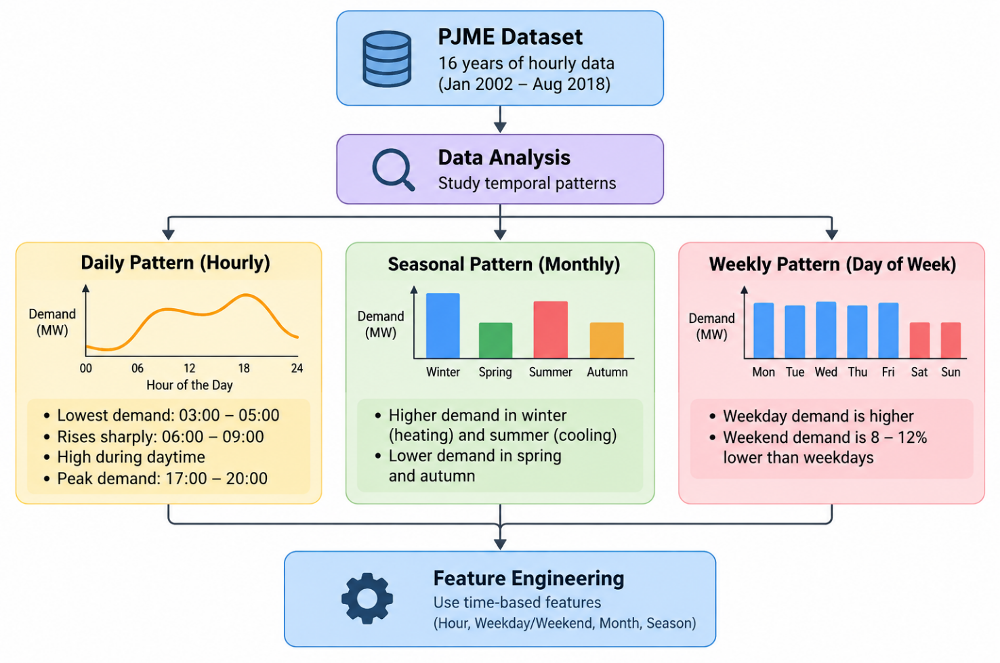 PJME Dataset
16 years of hourly data
(Jan 2002 – Aug 2018)
Data Analysis
Study temporal patterns
Daily Pattern (Hourly)
Demand
(MW)
00 06 12 18 24
Hour of the Day
• Lowest demand: 03:00 – 05:00
• Rises sharply: 06:00 – 09:00
• High during daytime
• Peak demand: 17:00 – 20:00
Seasonal Pattern (Monthly)
Demand
(MW)
Winter Spring Summer Autumn
• Higher demand in winter
(heating) and summer (cooling)
• Lower demand in spring
and autumn
Weekly Pattern (Day of Week)
Demand
(MW)
Mon Tue Wed Thu Fri Sat Sun
• Weekday demand is higher
• Weekend demand is 8 – 12%
lower than weekdays
Feature Engineering
Use time-based features
(Hour, Weekday/Weekend, Month, Season)